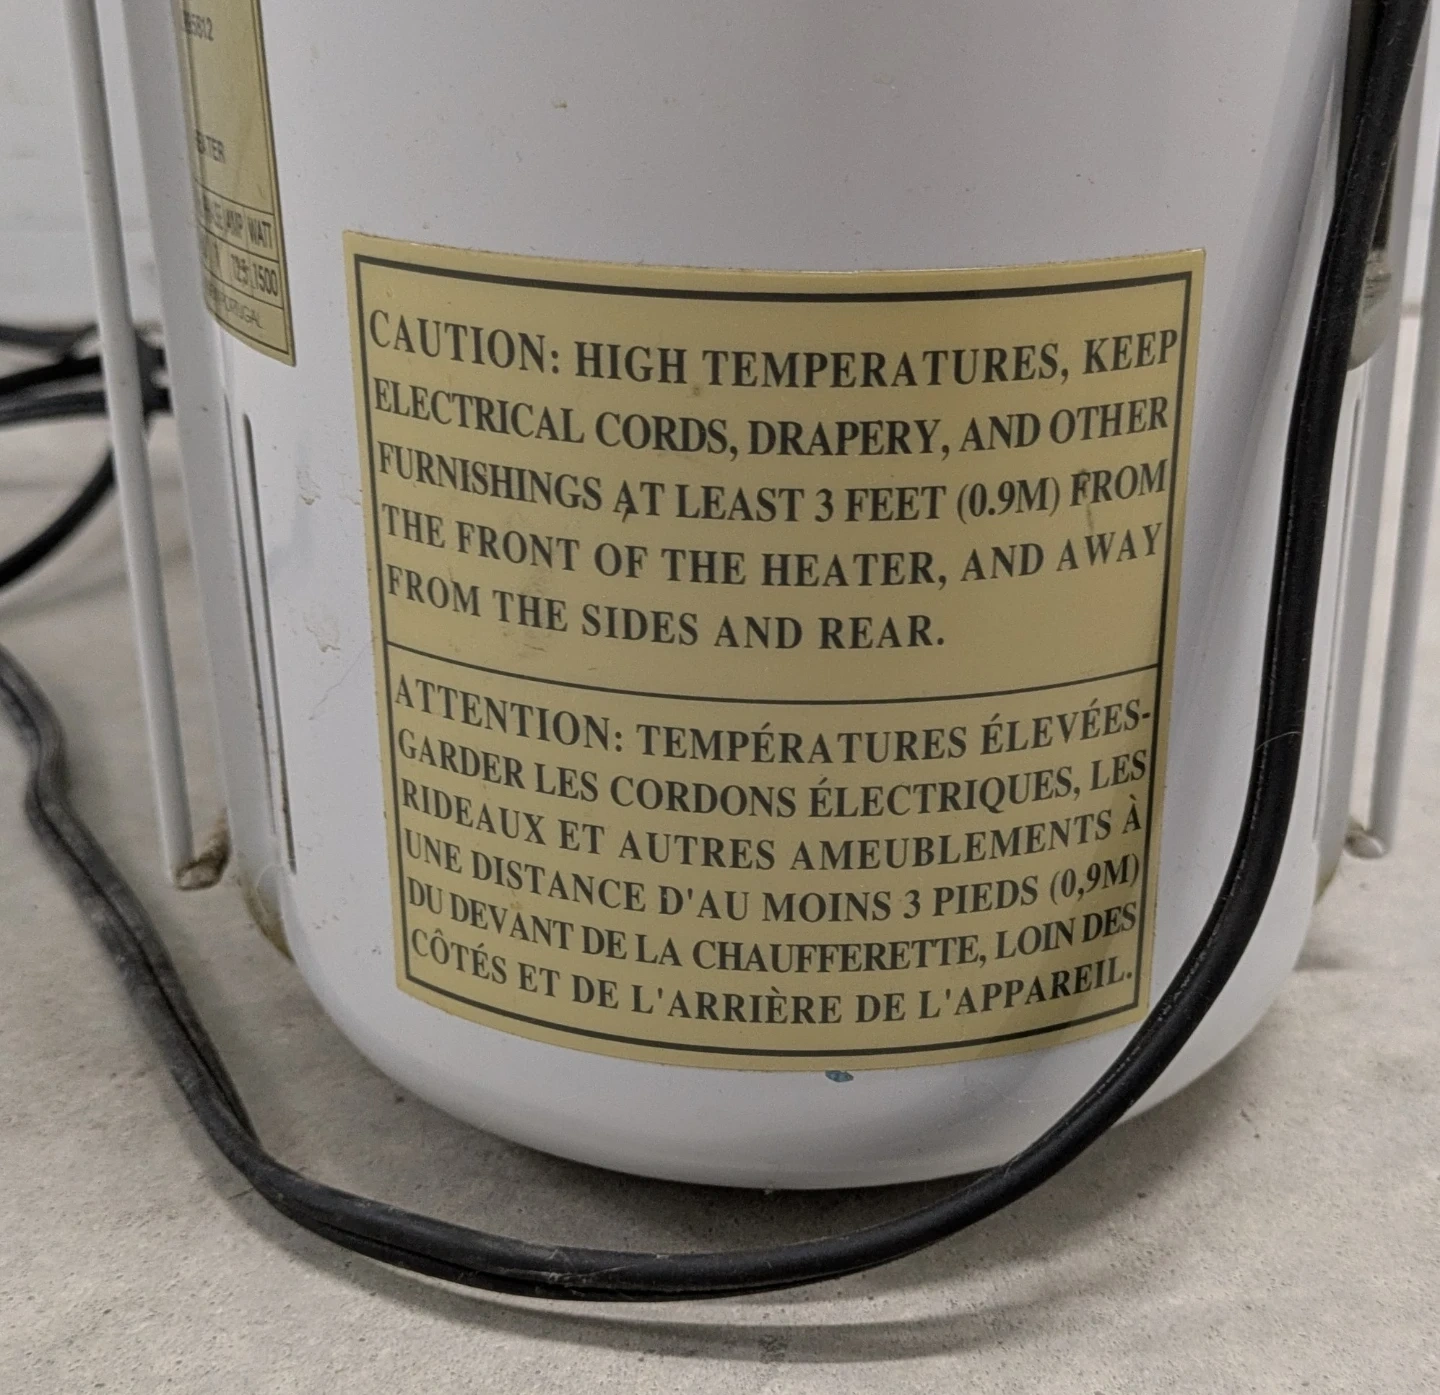 WATT
1500
CAUTION: HIGH TEMPERATURES, KEEP
ELECTRICAL CORDS, DRAPERY, AND OTHER
FURNISHINGS AT LEAST 3 FEET (0.9M) FROM
THE FRONT OF THE HEATER, AND AWAY
FROM THE SIDES AND REAR.
ATTENTION: TEMPÉRATURES ÉLEVÉES-
GARDER LES CORDONS ÉLECTRIQUES, LES
RIDEAUX ET AUTRES AMEUBLEMENTS À
UNE DISTANCE D'AU MOINS 3 PIEDS (0,9M)
DU DEVANT DE LA CHAUFFERETTE, LOIN DES
CÔTÉS ET DE L'ARRIÈRE DE L'APPAREIL.